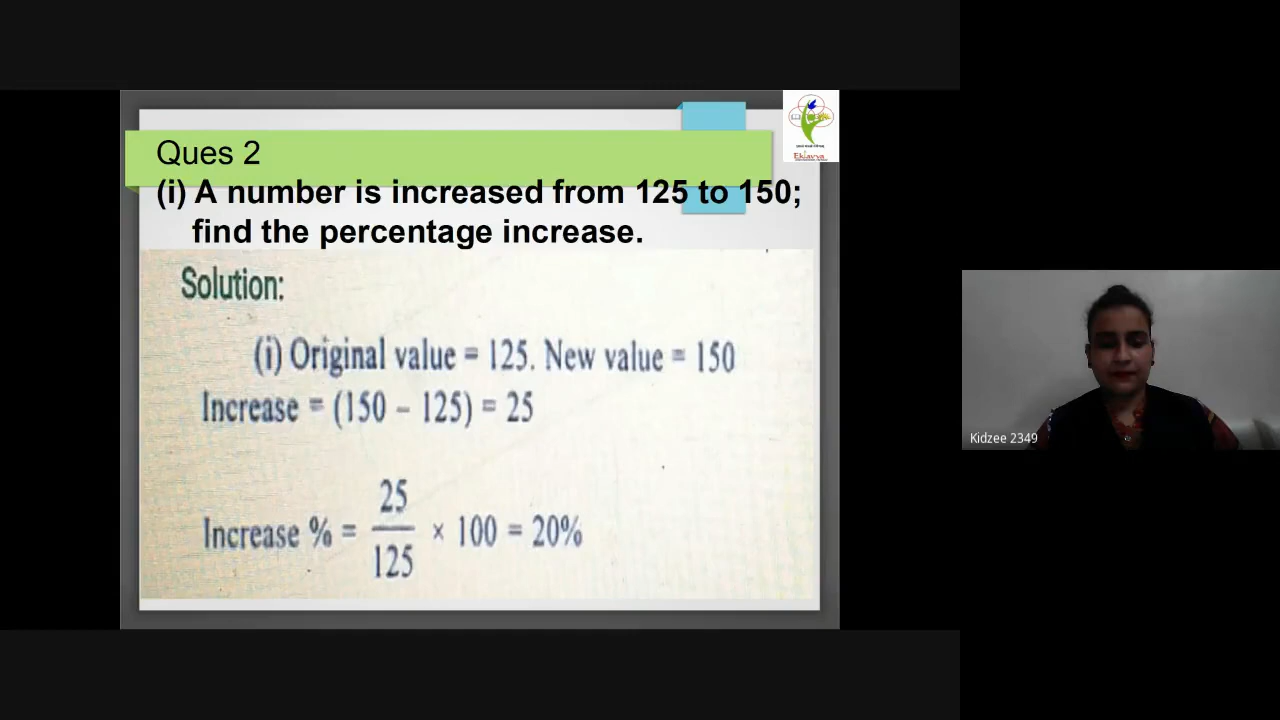 Ques 2
(i) A number is increased from 125 to 150;
find the percentage increase.
Solution:
(i) Original value = 125. New value = 150
Increase = (150 – 125) = 25
Increase % = 25/125 × 100 = 20%
Eklavya
Kidzee 2349